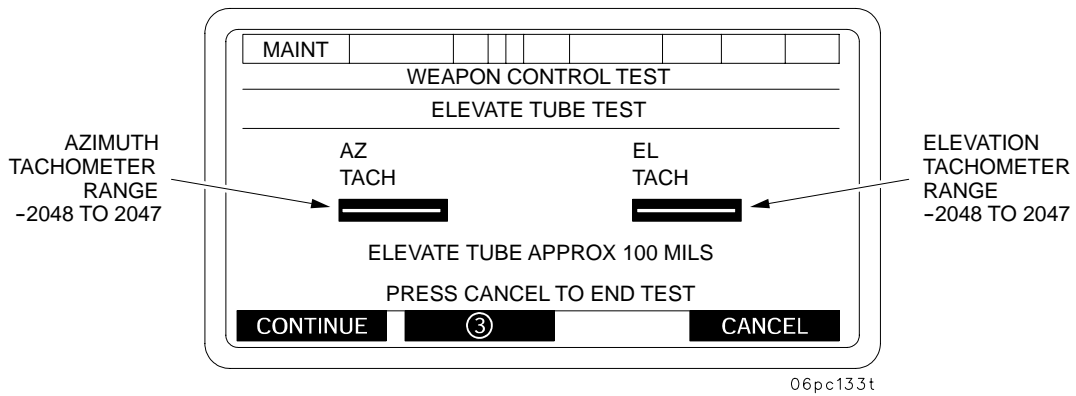 MAINT
WEAPON CONTROL TEST
ELEVATE TUBE TEST
AZIMUTH
TACHOMETER
RANGE
-2048 TO 2047
AZ
TACH
EL
TACH
ELEVATION
TACHOMETER
RANGE
-2048 TO 2047
ELEVATE TUBE APPROX 100 MILS
PRESS CANCEL TO END TEST
CONTINUE ③ CANCEL
06pc133t